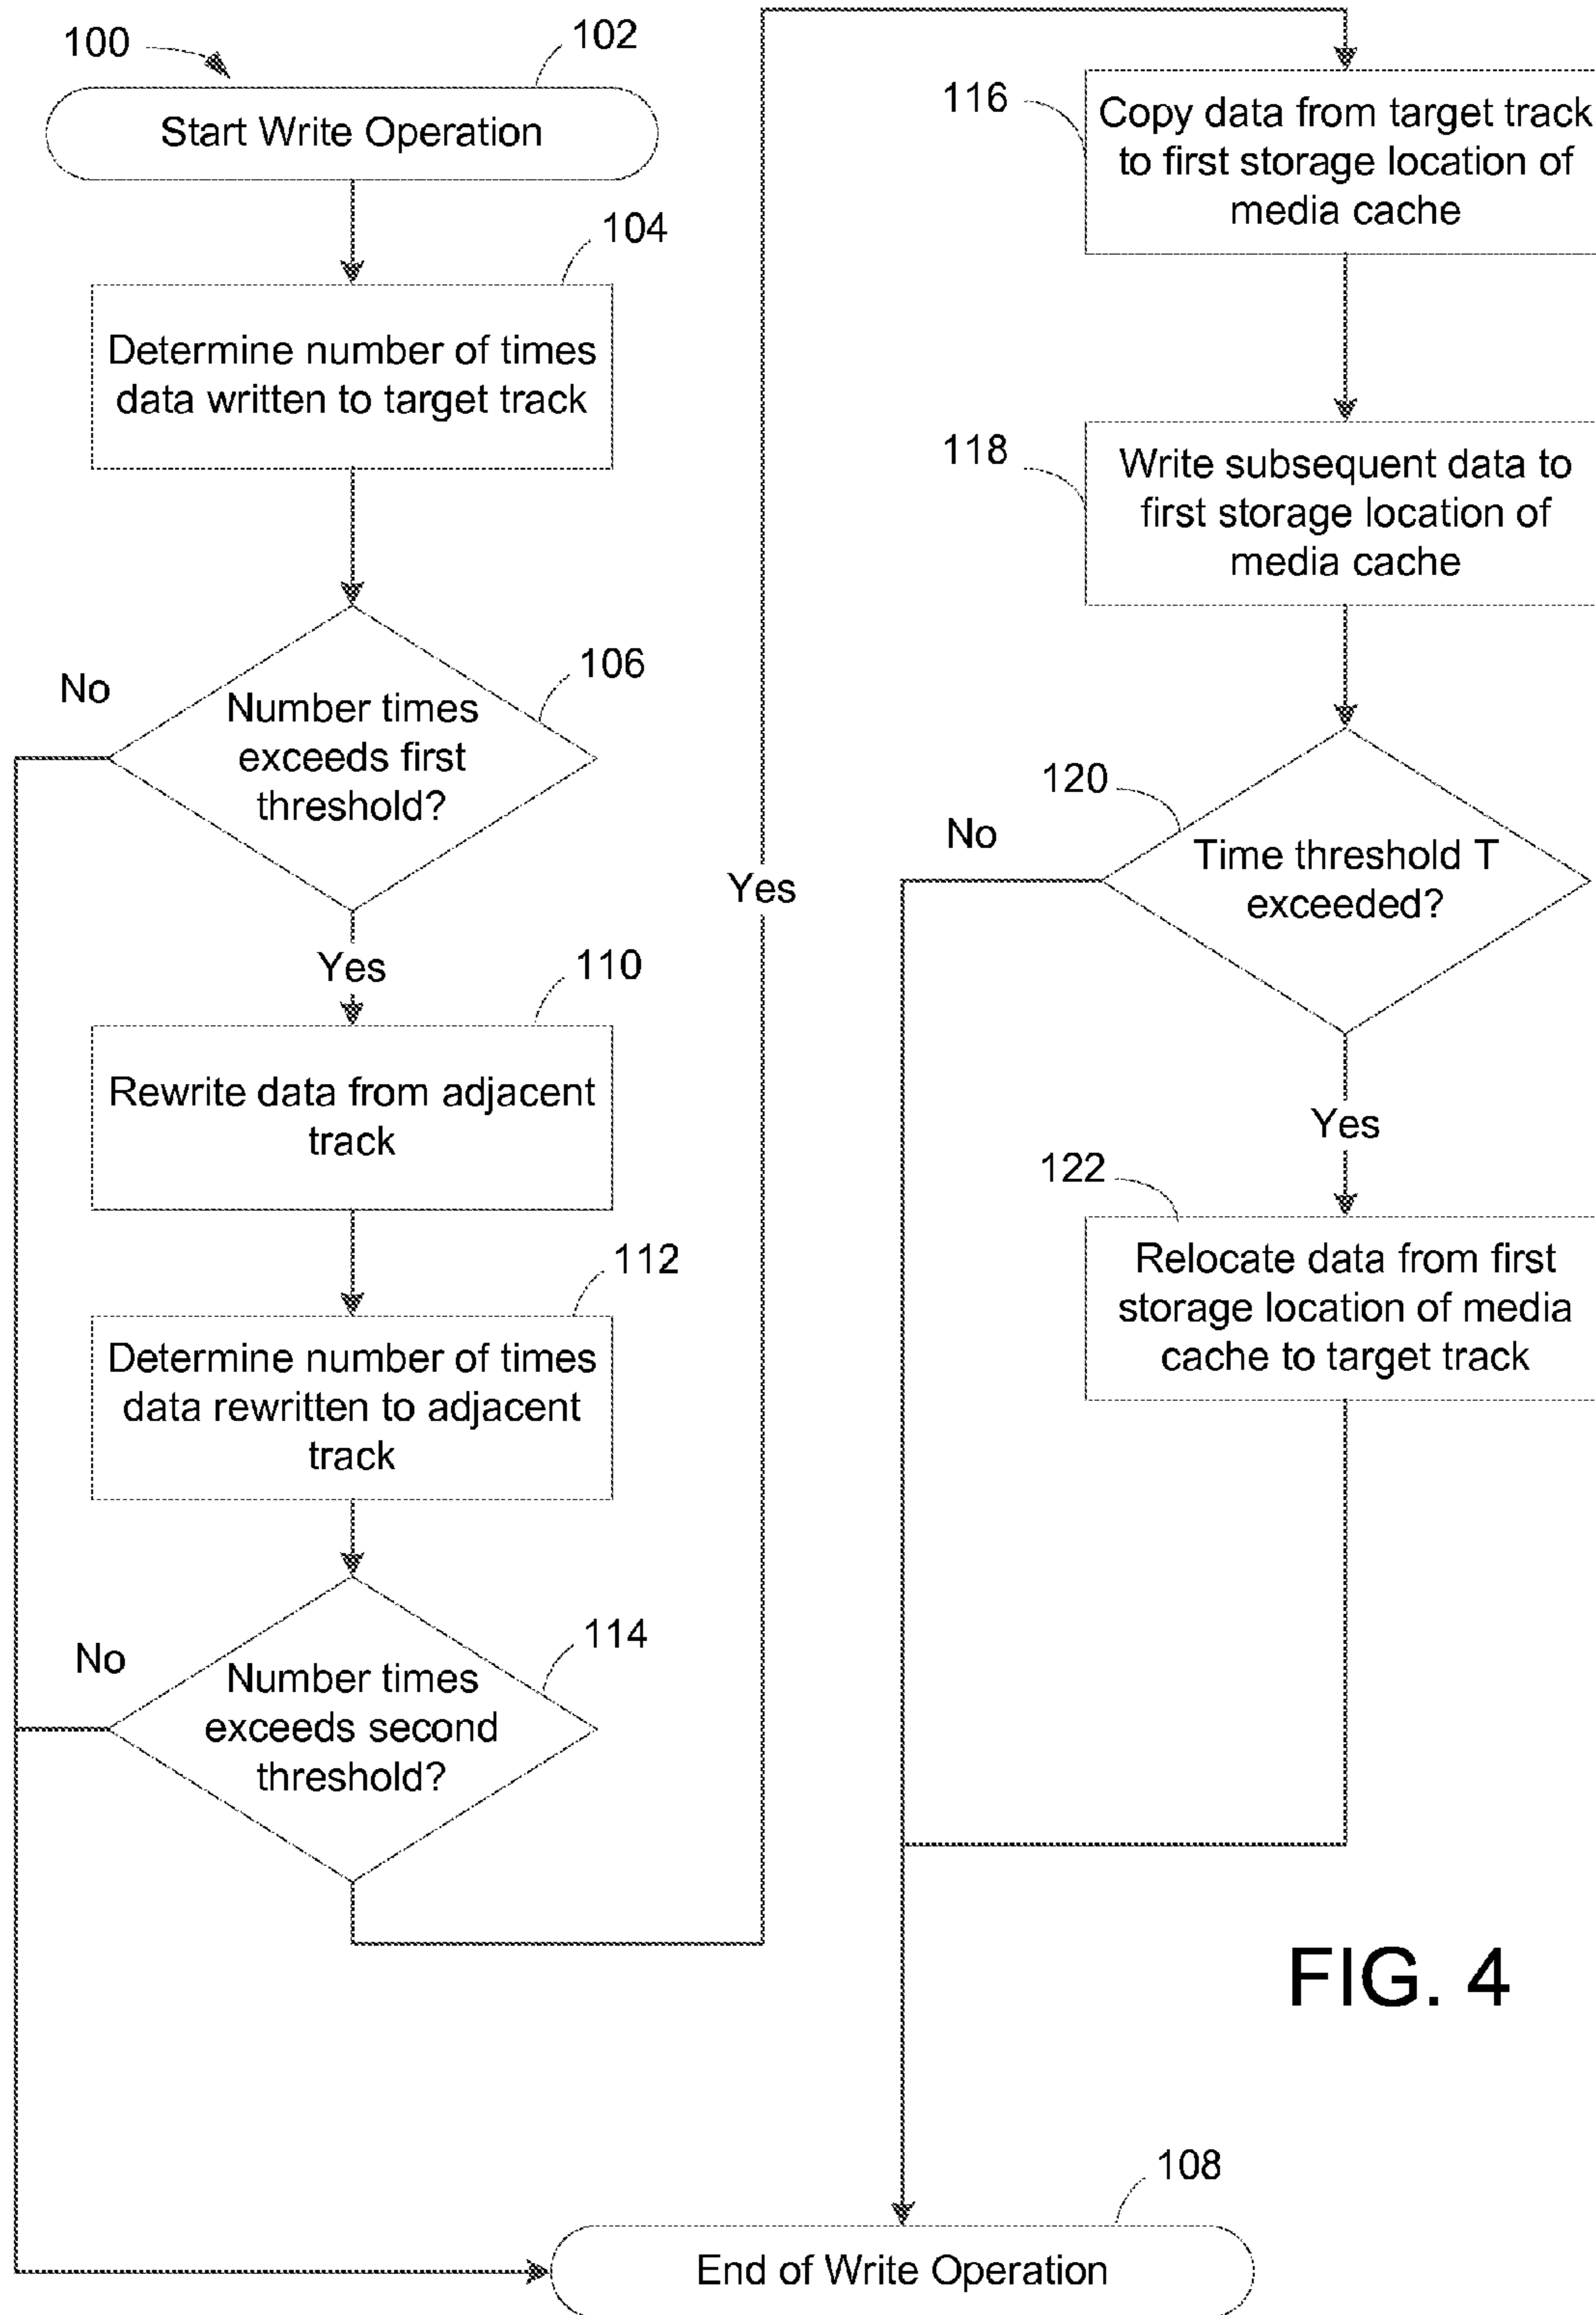 100
102
Start Write Operation
104
Determine number of times
data written to target track
106
No
Number times
exceeds first
threshold?
Yes
110
Rewrite data from adjacent
track
112
Determine number of times
data rewritten to adjacent
track
114
No
Number times
exceeds second
threshold?
Yes
116
Copy data from target track
to first storage location of
media cache
118
Write subsequent data to
first storage location of
media cache
120
No
Time threshold T
exceeded?
Yes
122
Relocate data from first
storage location of media
cache to target track
FIG. 4
108
End of Write Operation